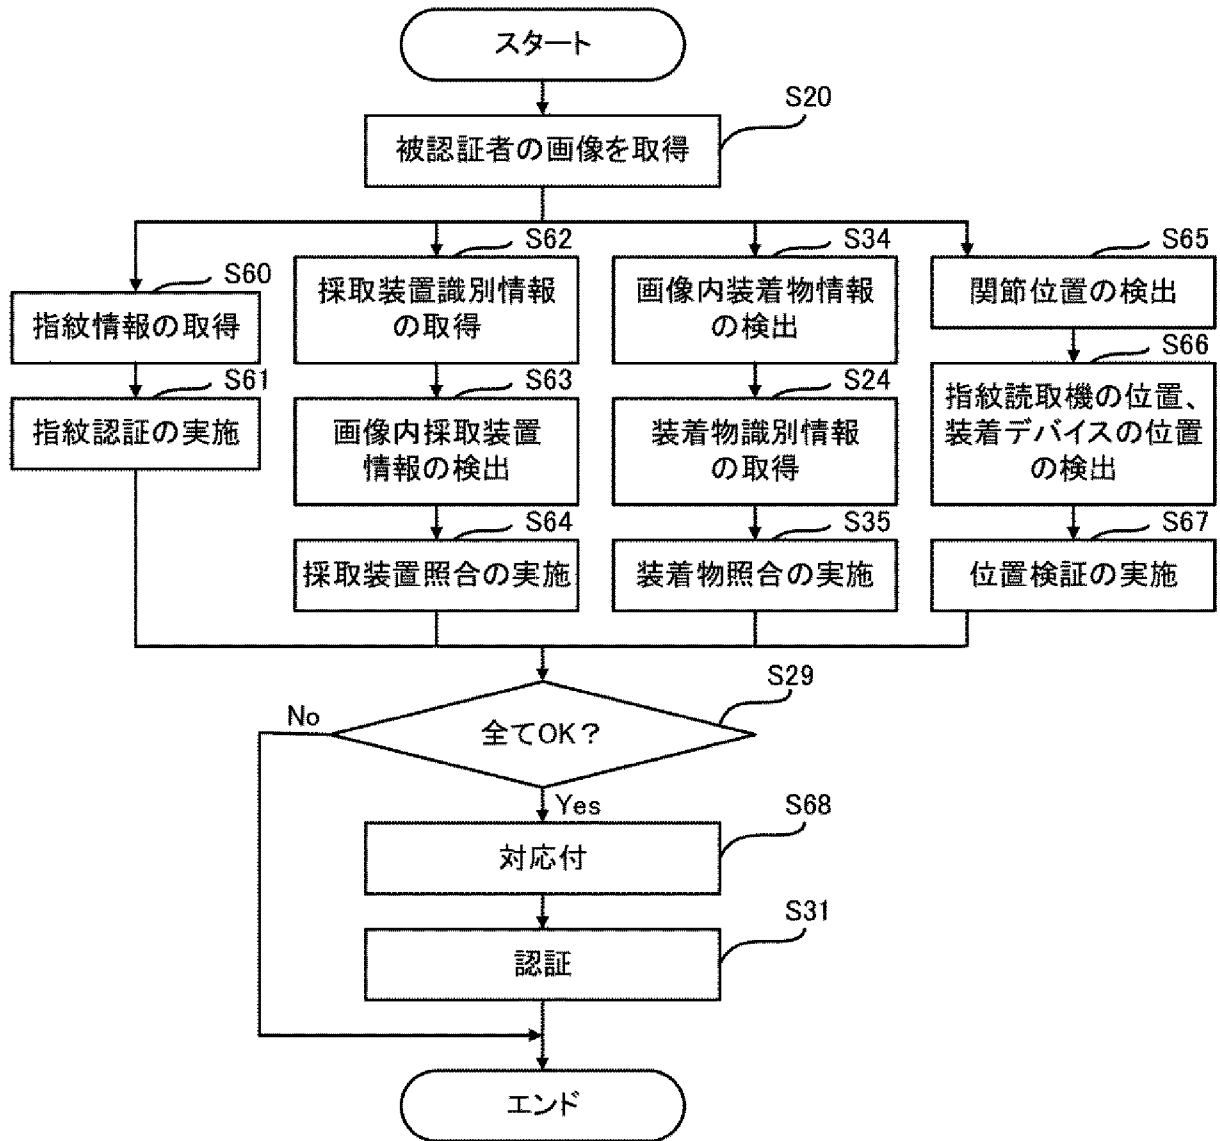 スタート
S20
被認証者の画像を取得
S60
指紋情報の取得
S61
指紋認証の実施
S62
採取装置識別情報
の取得
S63
画像内採取装置
情報の検出
S64
採取装置照合の実施
S34
画像内装着物情報
の検出
S24
装着物識別情報
の取得
S35
装着物照合の実施
S65
関節位置の検出
S66
指紋読取機の位置、
装着デバイスの位置
の検出
S67
位置検証の実施
S29
全てOK？
No
Yes
S68
対応付
S31
認証
エンド